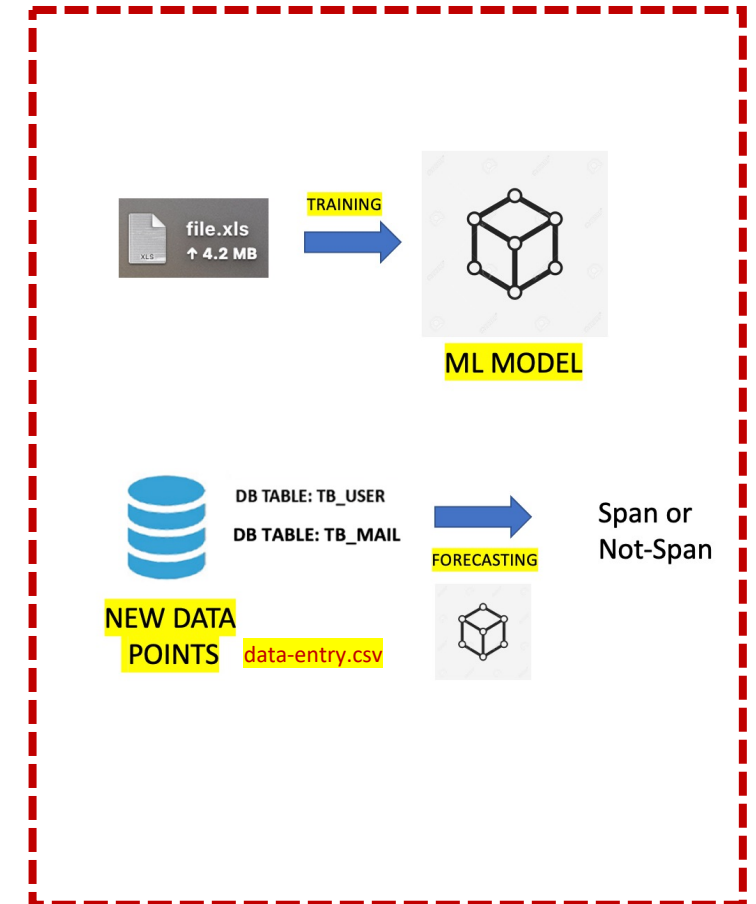 TRAINING
file.xls
XLS
↑ 4.2 MB
ML MODEL
DB TABLE: TB_USER
DB TABLE: TB_MAIL
FORECASTING
Span or
Not-Span
NEW DATA
POINTS
data-entry.csv